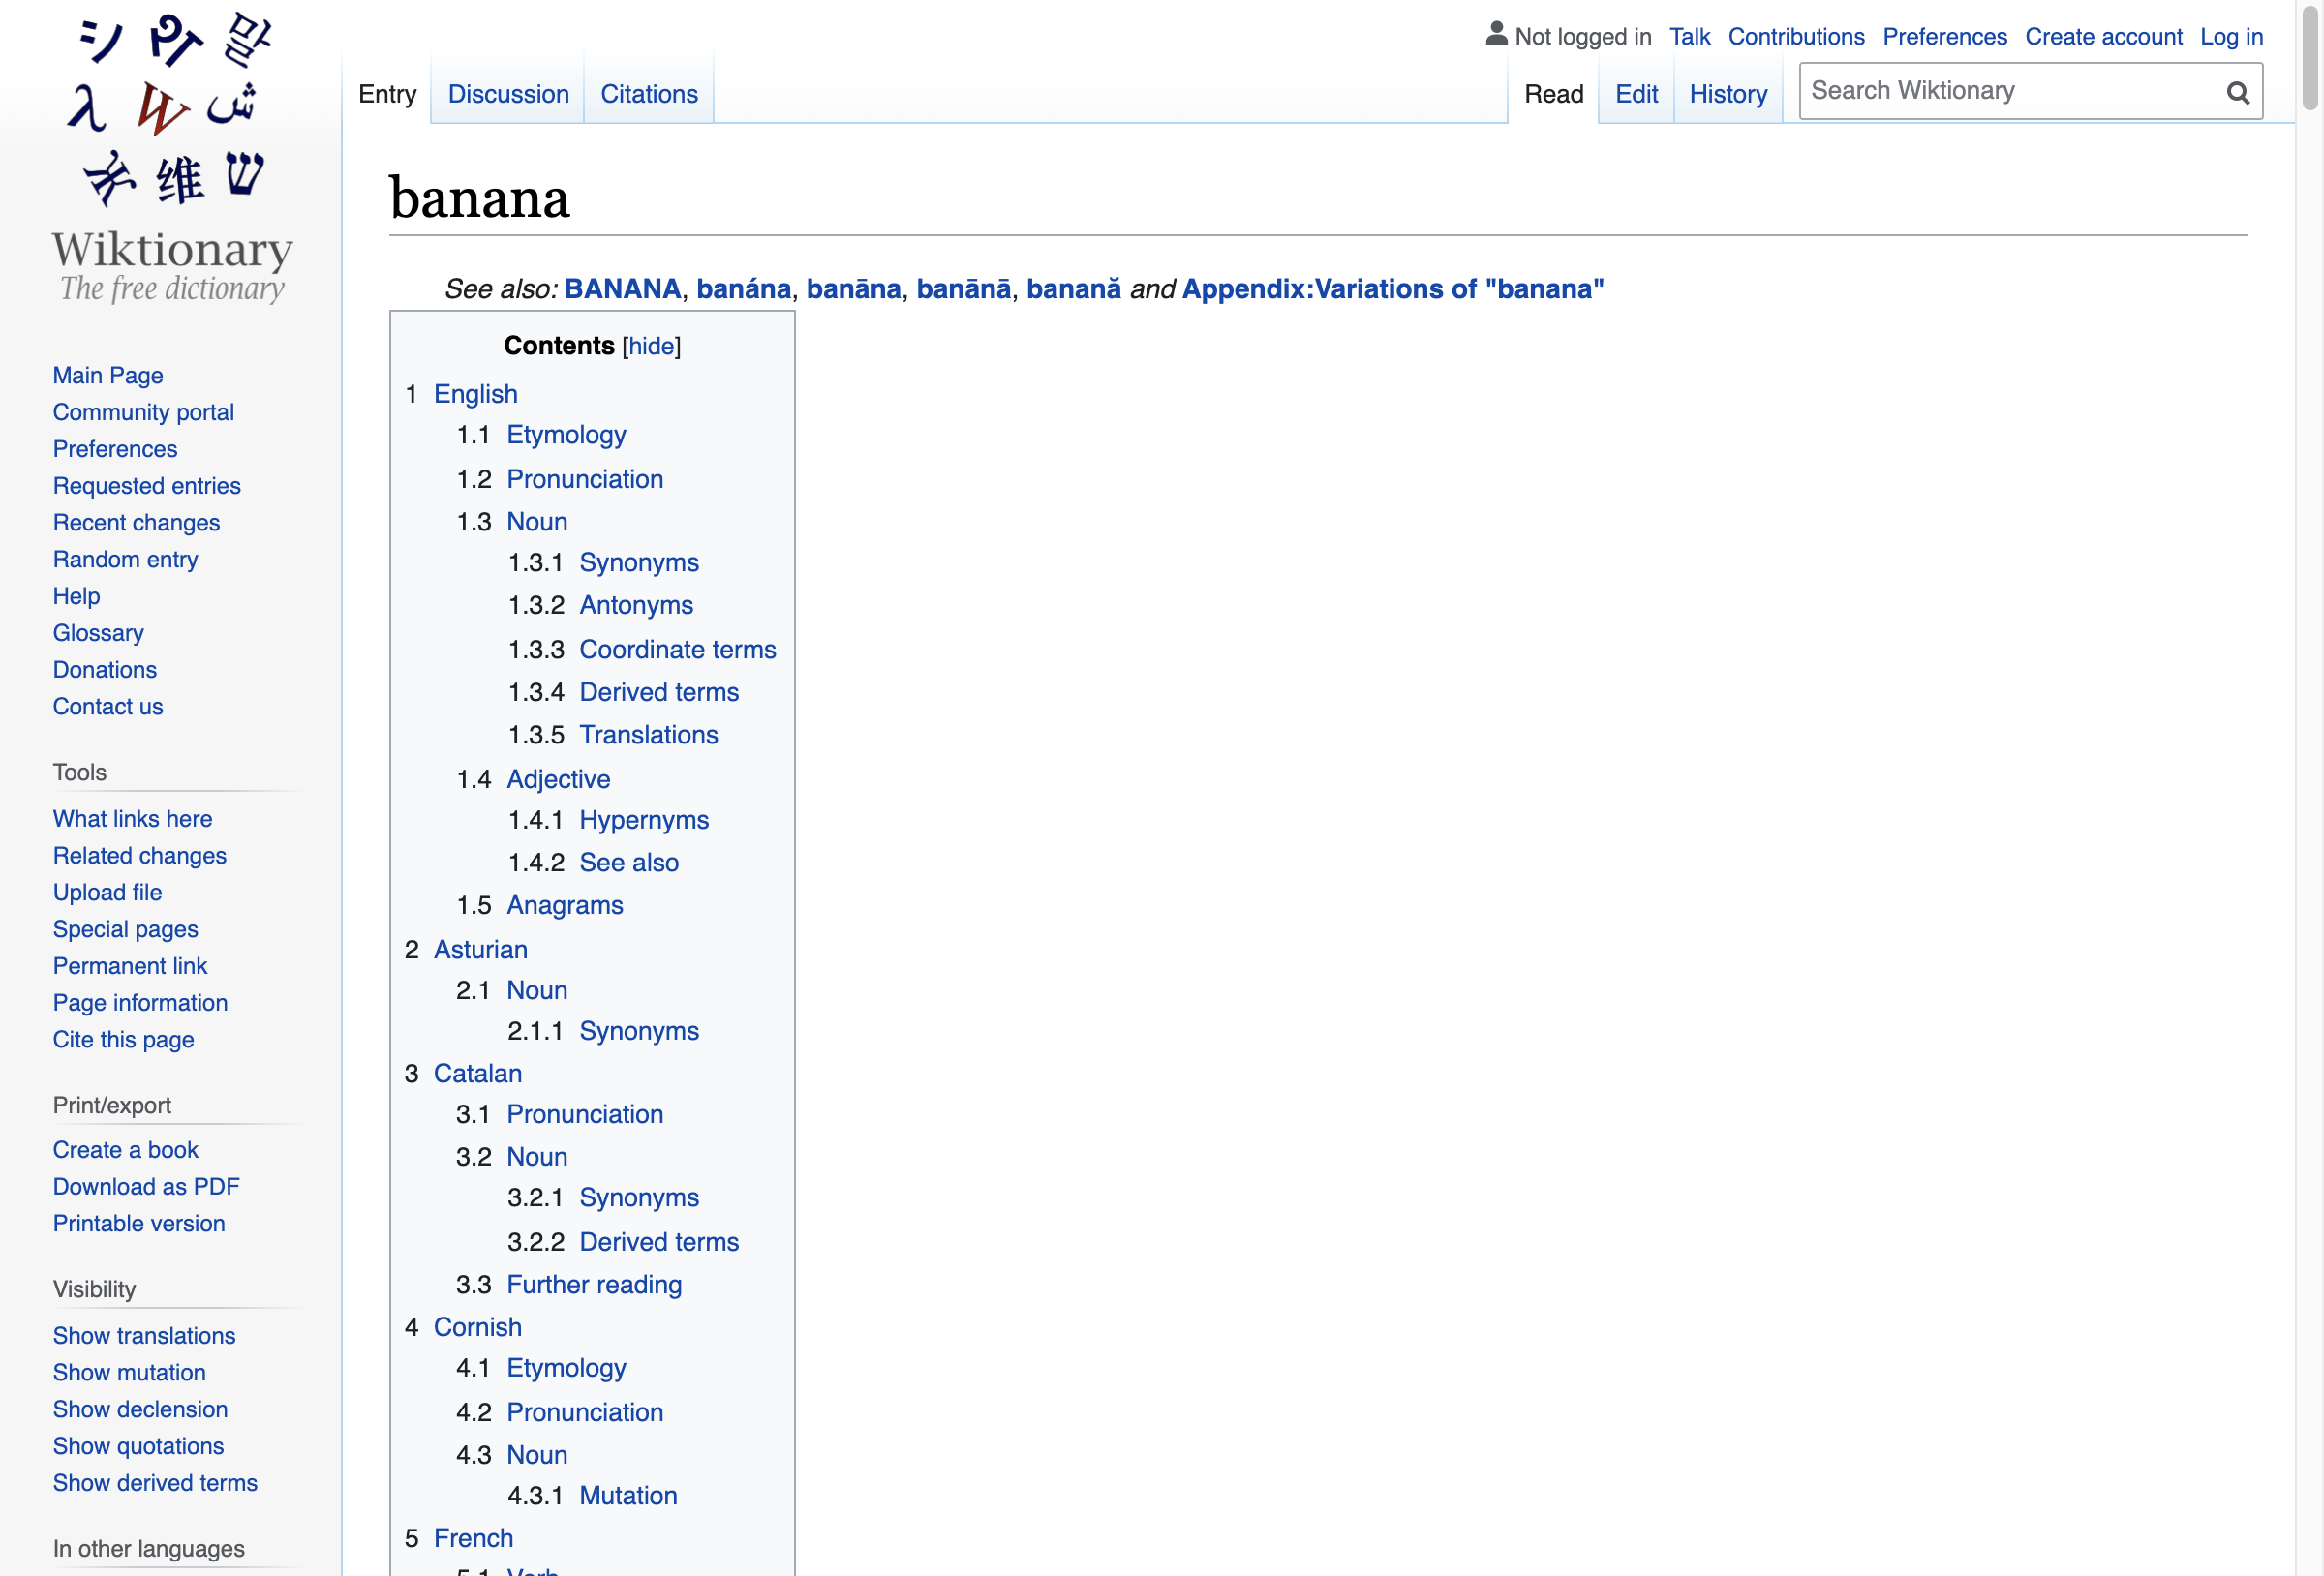 シ Ϡ 말
λ W ش
维 ש
Wiktionary
The free dictionary
Not logged in Talk Contributions Preferences Create account Log in
Entry Discussion Citations Read Edit History Search Wiktionary
banana
See also: BANANA, banána, banāna, banānā, banană and Appendix:Variations of "banana"
Contents [hide]
1 English
1.1 Etymology
1.2 Pronunciation
1.3 Noun
1.3.1 Synonyms
1.3.2 Antonyms
1.3.3 Coordinate terms
1.3.4 Derived terms
1.3.5 Translations
1.4 Adjective
1.4.1 Hypernyms
1.4.2 See also
1.5 Anagrams
2 Asturian
2.1 Noun
2.1.1 Synonyms
3 Catalan
3.1 Pronunciation
3.2 Noun
3.2.1 Synonyms
3.2.2 Derived terms
3.3 Further reading
4 Cornish
4.1 Etymology
4.2 Pronunciation
4.3 Noun
4.3.1 Mutation
5 French
5.1 Verb
Main Page
Community portal
Preferences
Requested entries
Recent changes
Random entry
Help
Glossary
Donations
Contact us
Tools
What links here
Related changes
Upload file
Special pages
Permanent link
Page information
Cite this page
Print/export
Create a book
Download as PDF
Printable version
Visibility
Show translations
Show mutation
Show declension
Show quotations
Show derived terms
In other languages